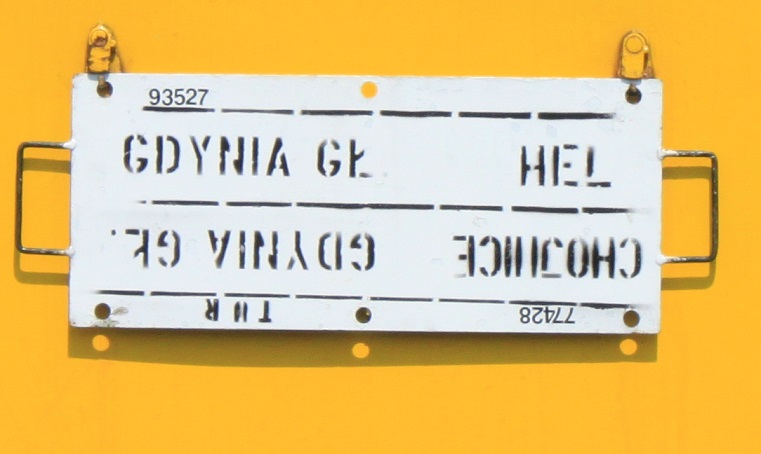 93527
GDYNIA GŁ. HEL
77428
CHOJNICE GDYNIA GŁ.